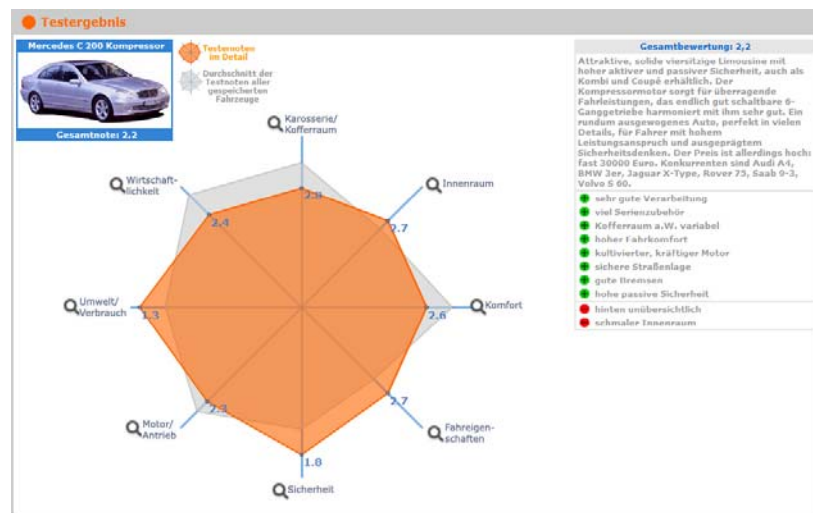 Testergebnis
Mercedes C 200 Kompressor
Gesamtnote: 2,2
Testernoten
im Detail
Durchschnitt der
Testnoten aller
gespeicherten
Fahrzeuge
Karosserie/
Kofferraum
2.8
Innenraum
2.7
Komfort
2,6
Fahreigen-
schaften
2.7
Sicherheit
1.8
Motor/
Antrieb
2.3
Umwelt/
Verbrauch
1.3
Wirtschaft-
lichkeit
2,4
Gesamtbewertung: 2,2
Attraktive, solide viersitzige Limousine mit
hoher aktiver und passiver Sicherheit, auch als
Kombi und Coupé erhältlich. Der
Kompressormotor sorgt für überragende
Fahrleistungen, das endlich gut schaltbare 6-
Ganggetriebe harmoniert mit ihm sehr gut. Ein
rundum ausgewogenes Auto, perfekt in vielen
Details, für Fahrer mit hohem
Leistungsanspruch und ausgeprägtem
Sicherheitsdenken. Der Preis ist allerdings hoch:
fast 30000 Euro. Konkurrenten sind Audi A4,
BMW 3er, Jaguar X-Type, Rover 75, Saab 9-3,
Volvo S 60.
sehr gute Verarbeitung
viel Serienzubehör
Kofferraum a.W. variabel
hoher Fahrkomfort
kultivierter, kräftiger Motor
sichere Straßenlage
gute Bremsen
hohe passive Sicherheit
hinten unübersichtlich
schmaler Innenraum